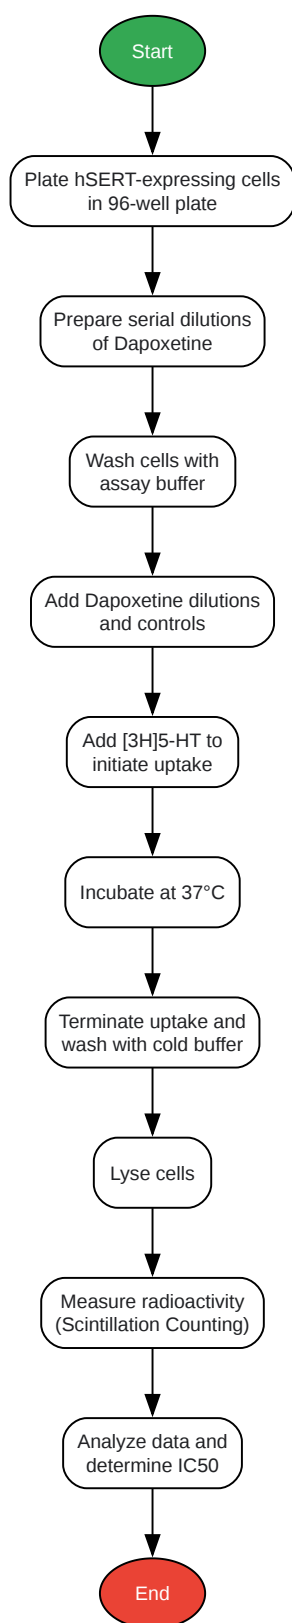 Start
Plate hSERT-expressing cells
in 96-well plate
Prepare serial dilutions
of Dapoxetine
Wash cells with
assay buffer
Add Dapoxetine dilutions
and controls
Add [3H]5-HT to
initiate uptake
Incubate at 37°C
Terminate uptake and
wash with cold buffer
Lyse cells
Measure radioactivity
(Scintillation Counting)
Analyze data and
determine IC50
End